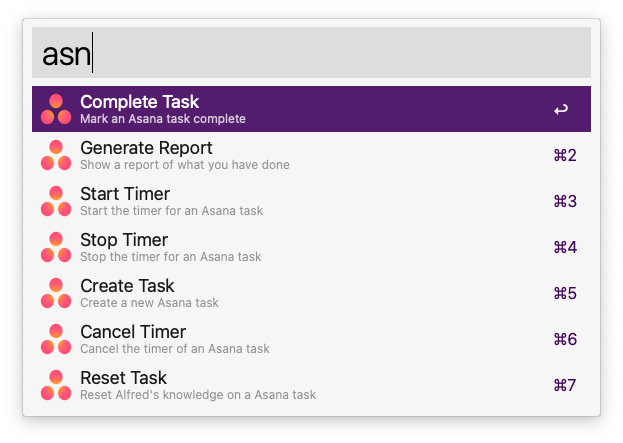 asn
Complete Task
Mark an Asana task complete
↩
Generate Report
Show a report of what you have done
⌘2
Start Timer
Start the timer for an Asana task
⌘3
Stop Timer
Stop the timer for an Asana task
⌘4
Create Task
Create a new Asana task
⌘5
Cancel Timer
Cancel the timer of an Asana task
⌘6
Reset Task
Reset Alfred's knowledge on a Asana task
⌘7